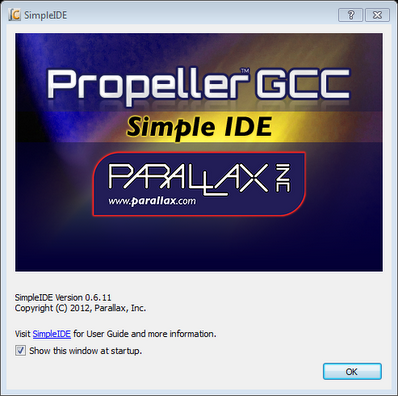 SimpleIDE
Propeller™ GCC
Simple IDE
PARALLAX INC
www.parallax.com
SimpleIDE Version 0.6.11
Copyright (C) 2012, Parallax, Inc.
Visit SimpleIDE for User Guide and more information.
Show this window at startup.
OK